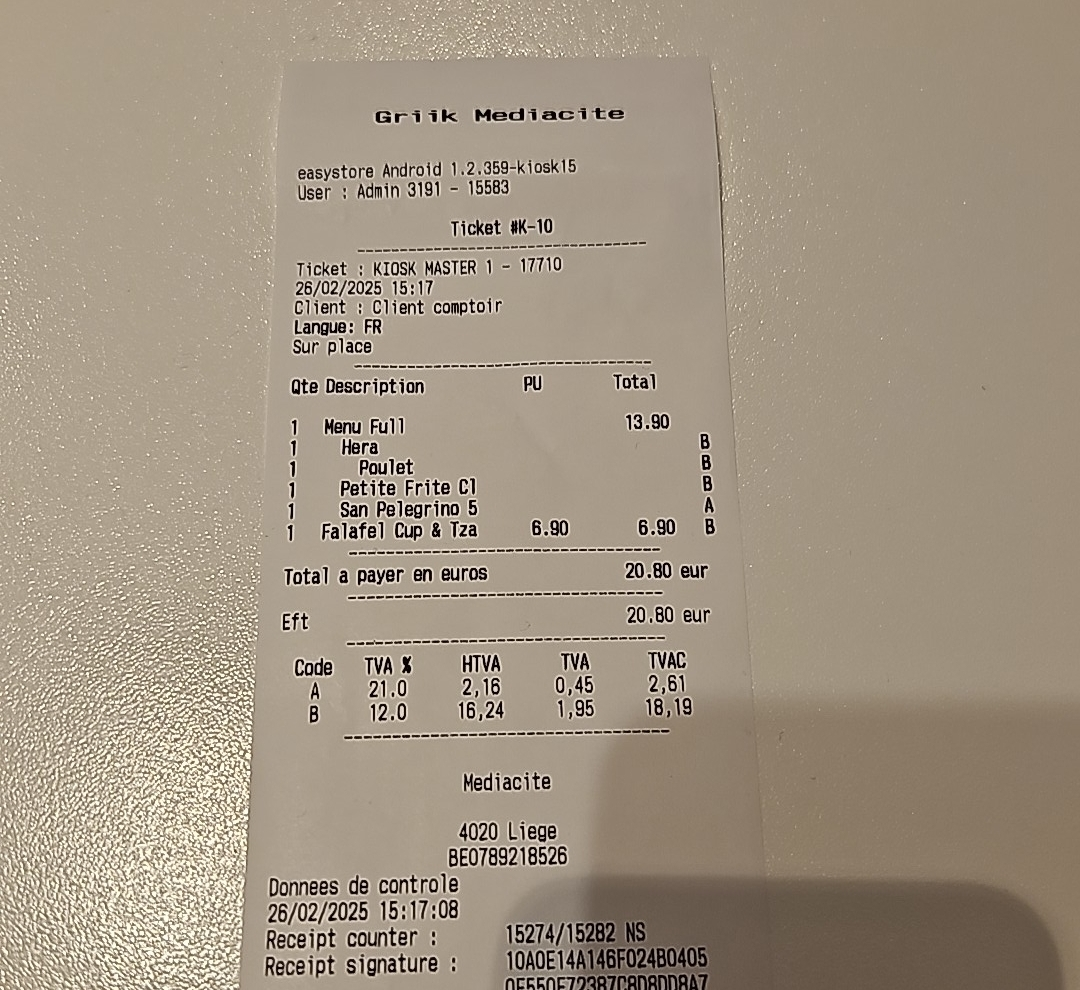 Griik Mediacite
easystore Android 1.2.359-kiosk15
User : Admin 3191 - 15583
Ticket #K-10
Ticket : KIOSK MASTER 1 - 17710
26/02/2025 15:17
Client : Client comptoir
Langue: FR
Sur place
Qte Description PU Total
1 Menu Full 13.90
1 Hera B
1 Poulet B
1 Petite Frite Cl B
1 San Pelegrino 5 A
1 Falafel Cup & Tza 6.90 6.90 B
Total a payer en euros 20.80 eur
Eft 20.80 eur
Code TVA % HTVA TVA TVAC
A 21.0 2,16 0,45 2,61
B 12.0 16,24 1,95 18,19
Mediacite
4020 Liege
BE0789218526
Donnees de controle
26/02/2025 15:17:08
Receipt counter : 15274/15282 NS
Receipt signature : 10A0E14A146F024B0405